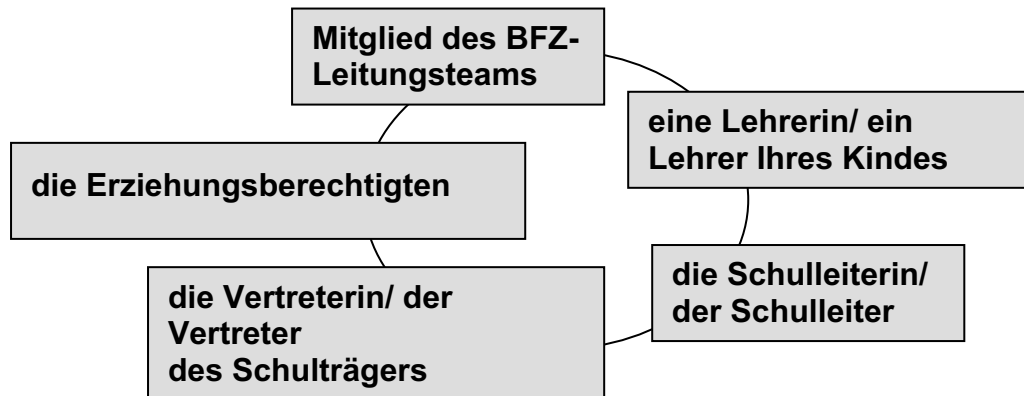 Mitglied des BFZ-
Leitungsteams
eine Lehrerin/ ein
Lehrer Ihres Kindes
die Erziehungsberechtigten
die Schulleiterin/
der Schulleiter
die Vertreterin/ der
Vertreter
des Schulträgers